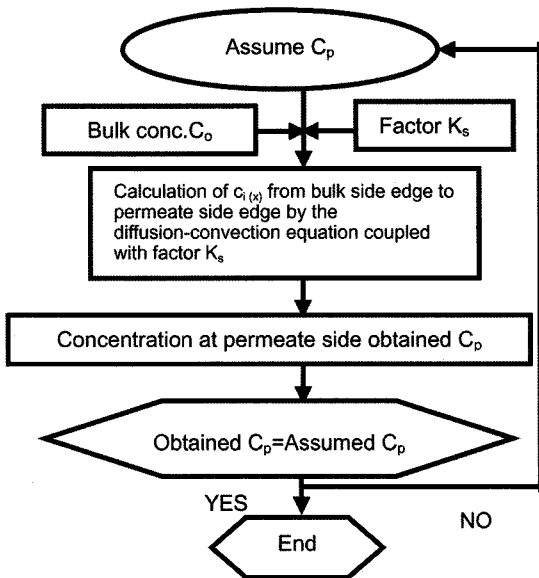 Assume Cp
Bulk conc.Co
Factor Ks
Calculation of ci (x) from bulk side edge to
permeate side edge by the
diffusion-convection equation coupled
with factor Ks
Concentration at permeate side obtained Cp
Obtained Cp=Assumed Cp
YES
NO
End